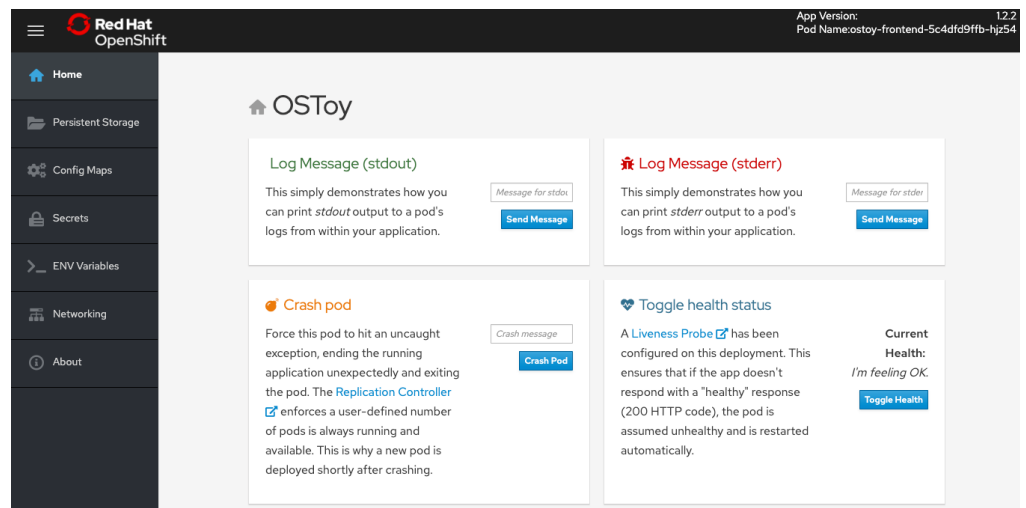 Red Hat
OpenShift
App Version: 1.2.2
Pod Name:ostoy-frontend-5c4dfd9ffb-hjz54
Home
Persistent Storage
Config Maps
Secrets
ENV Variables
Networking
About
OSToy
Log Message (stdout)
This simply demonstrates how you
can print stdout output to a pod's
logs from within your application.
Message for stdou
Send Message
Log Message (stderr)
This simply demonstrates how you
can print stderr output to a pod's
logs from within your application.
Message for stder
Send Message
Crash pod
Force this pod to hit an uncaught
exception, ending the running
application unexpectedly and exiting
the pod. The Replication Controller
enforces a user-defined number
of pods is always running and
available. This is why a new pod is
deployed shortly after crashing.
Crash message
Crash Pod
Toggle health status
A Liveness Probe has been
configured on this deployment. This
ensures that if the app doesn't
respond with a "healthy" response
(200 HTTP code), the pod is
assumed unhealthy and is restarted
automatically.
Current
Health:
I'm feeling OK.
Toggle Health